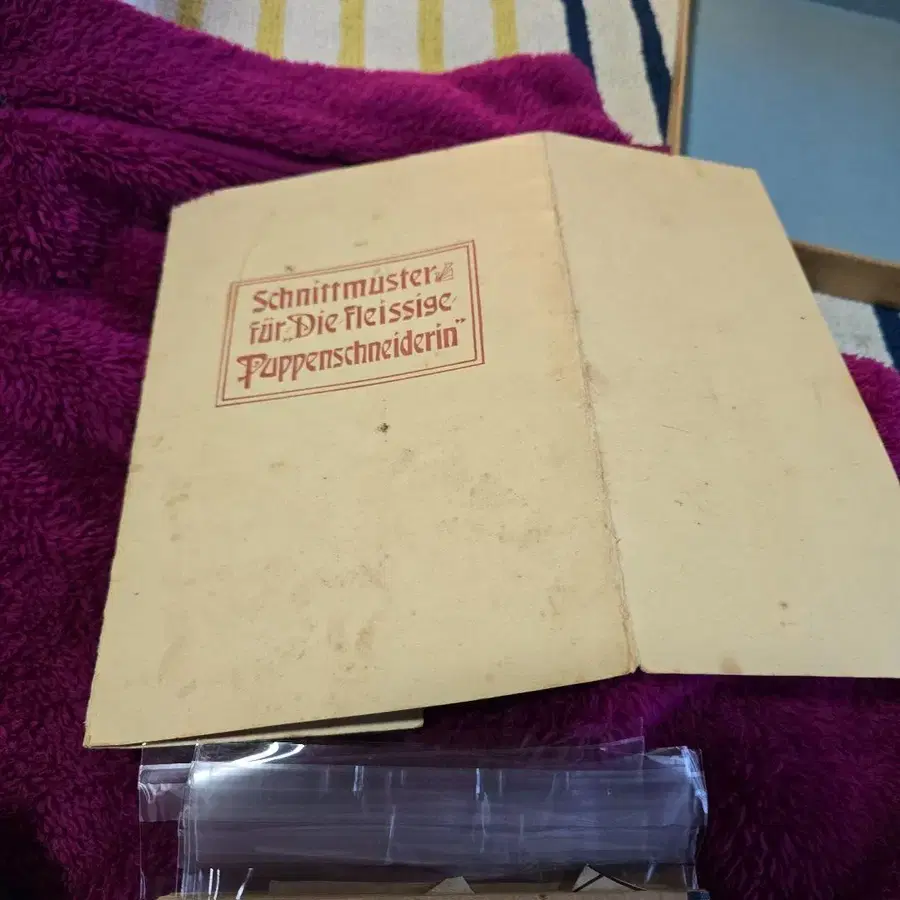 Schnittmuster
für „Die fleissige
Puppenschneiderin"